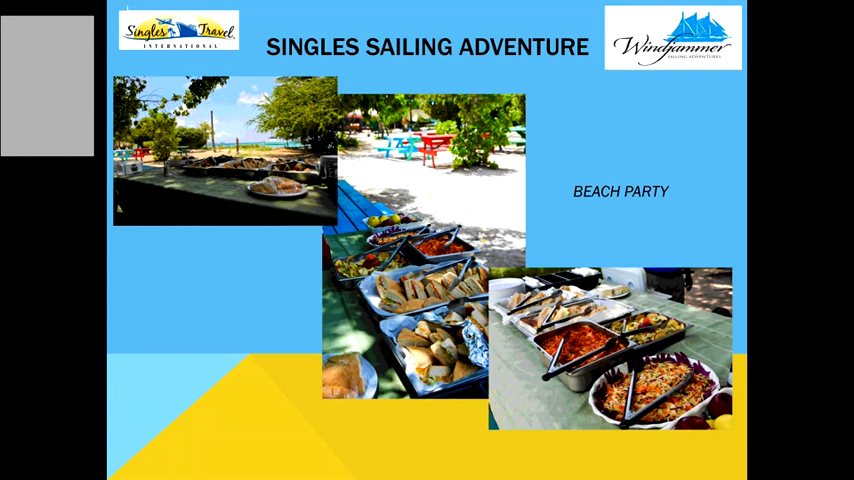 Singles Travel
INTERNATIONAL
SINGLES SAILING ADVENTURE
Windjammer
SAILING ADVENTURES
BEACH PARTY